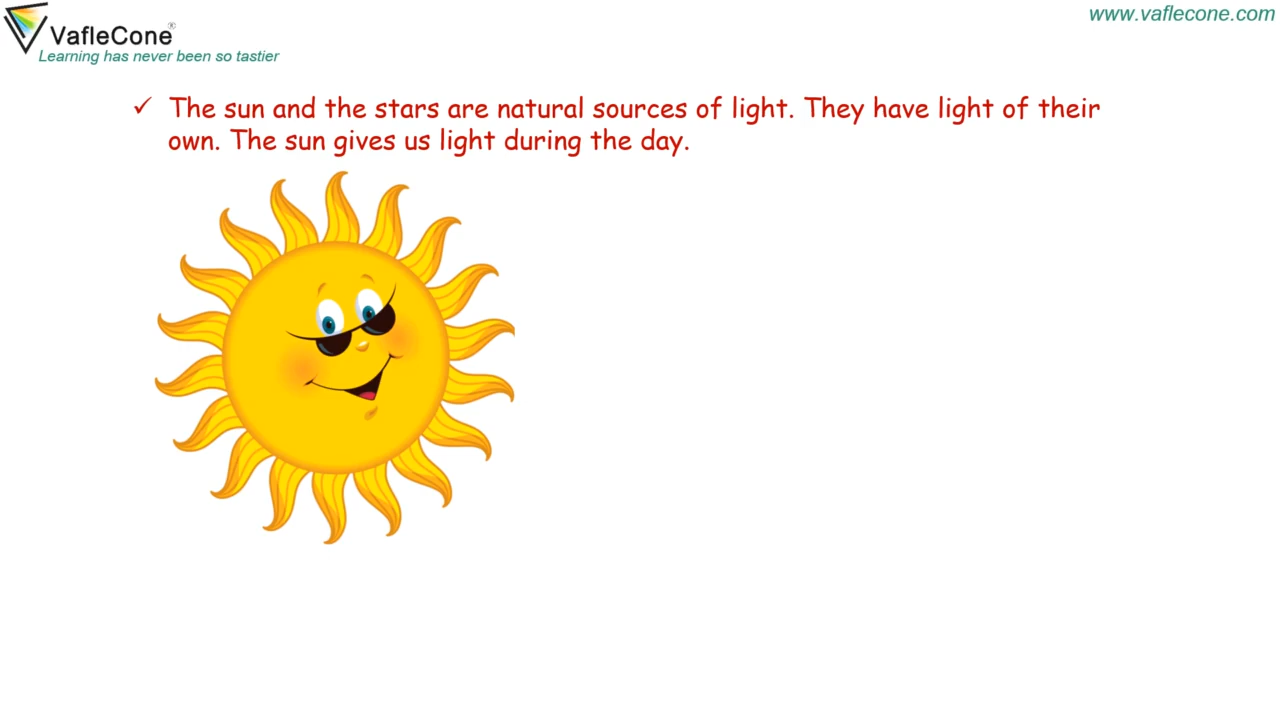 VafleCone®
Learning has never been so tastier
www.vaflecone.com
✓ The sun and the stars are natural sources of light. They have light of their
own. The sun gives us light during the day.